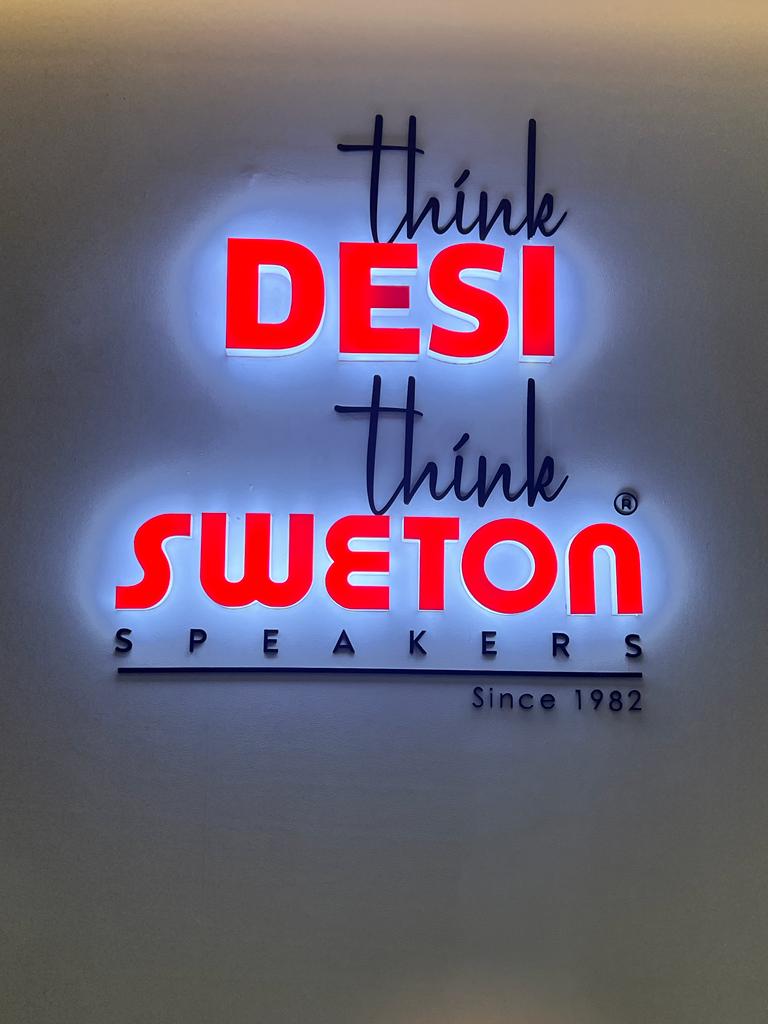 think
DESI
think
SWETON®
SPEAKERS
Since 1982